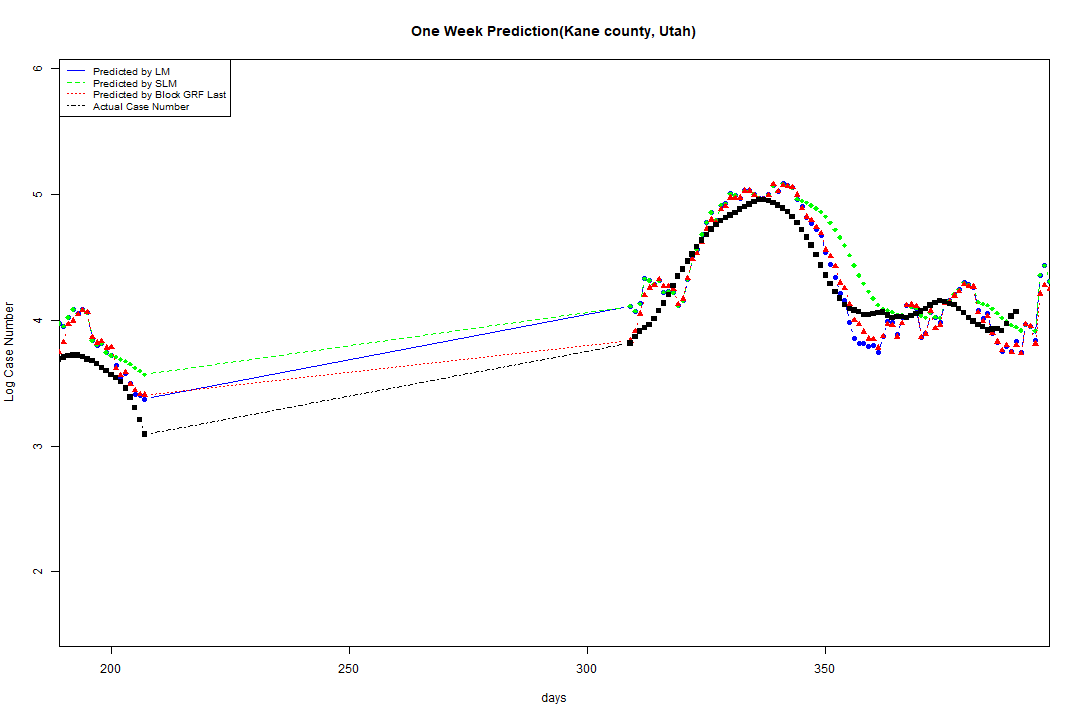 One Week Prediction(Kane county, Utah)
Predicted by LM
Predicted by SLM
Predicted by Block GRF Last
Actual Case Number
6
5
4
3
2
Log Case Number
200
250
300
350
days